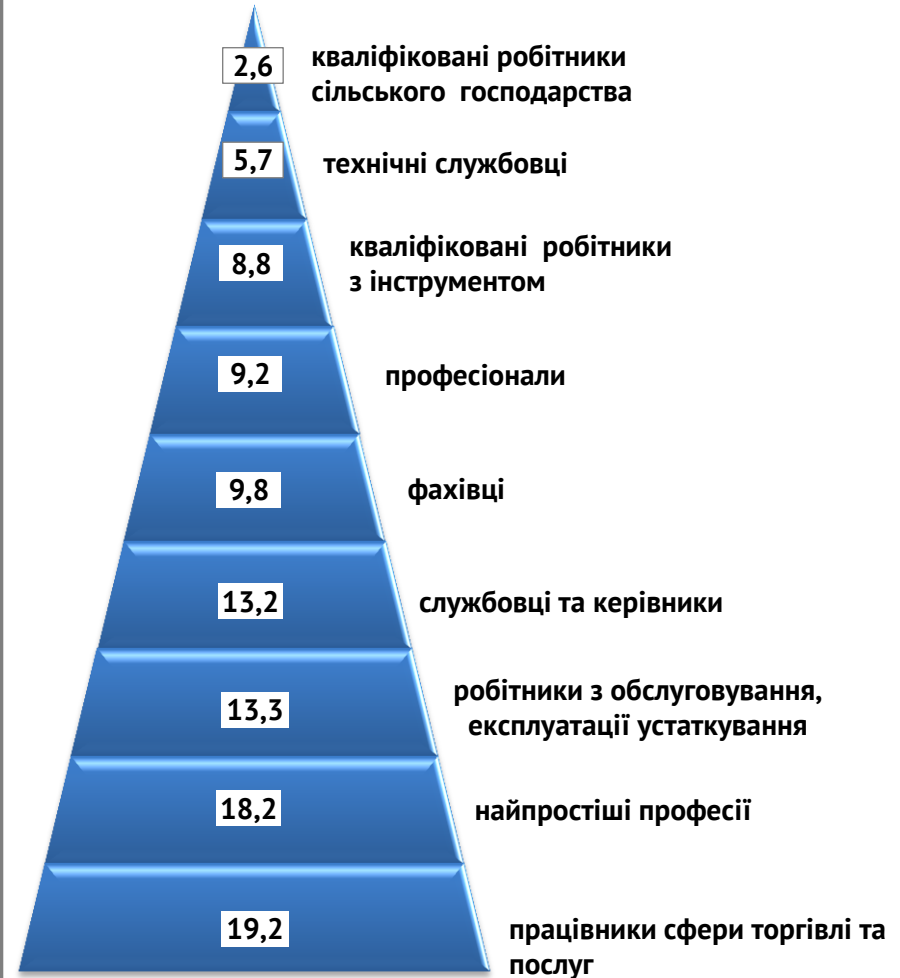 2,6
кваліфіковані робітники
сільського господарства
5,7
технічні службовці
8,8
кваліфіковані робітники
з інструментом
9,2
професіонали
9,8
фахівці
13,2
службовці та керівники
13,3
робітники з обслуговування,
експлуатації устаткування
18,2
найпростіші професії
19,2
працівники сфери торгівлі та
послуг